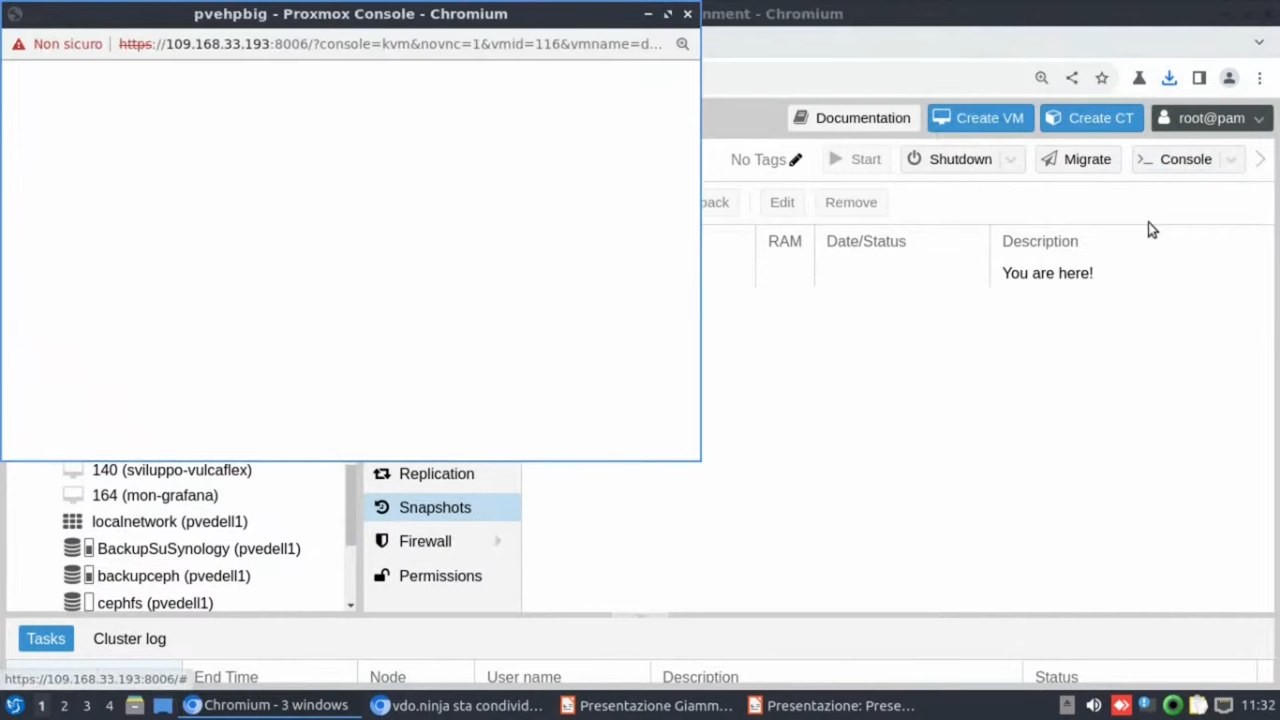 pvehpbig - Proxmox Console - Chromium
nment - Chromium
Non sicuro https://109.168.33.193:8006/?console=kvm&novnc=1&vmid=116&vmname=d...
Documentation Create VM Create CT root@pam
No Tags Start Shutdown Migrate Console
back Edit Remove
RAM Date/Status Description
You are here!
140 (sviluppo-vulcaflex)
164 (mon-grafana)
localnetwork (pvedell1)
BackupSuSynology (pvedell1)
backupceph (pvedell1)
cephfs (pvedell1)
Replication
Snapshots
Firewall
Permissions
Tasks Cluster log
https://109.168.33.193:8006/# End Time Node User name Description Status
1 2 3 4 Chromium - 3 windows vdo.ninja sta condivid... Presentazione Giamm... Presentazione: Prese... 11:32